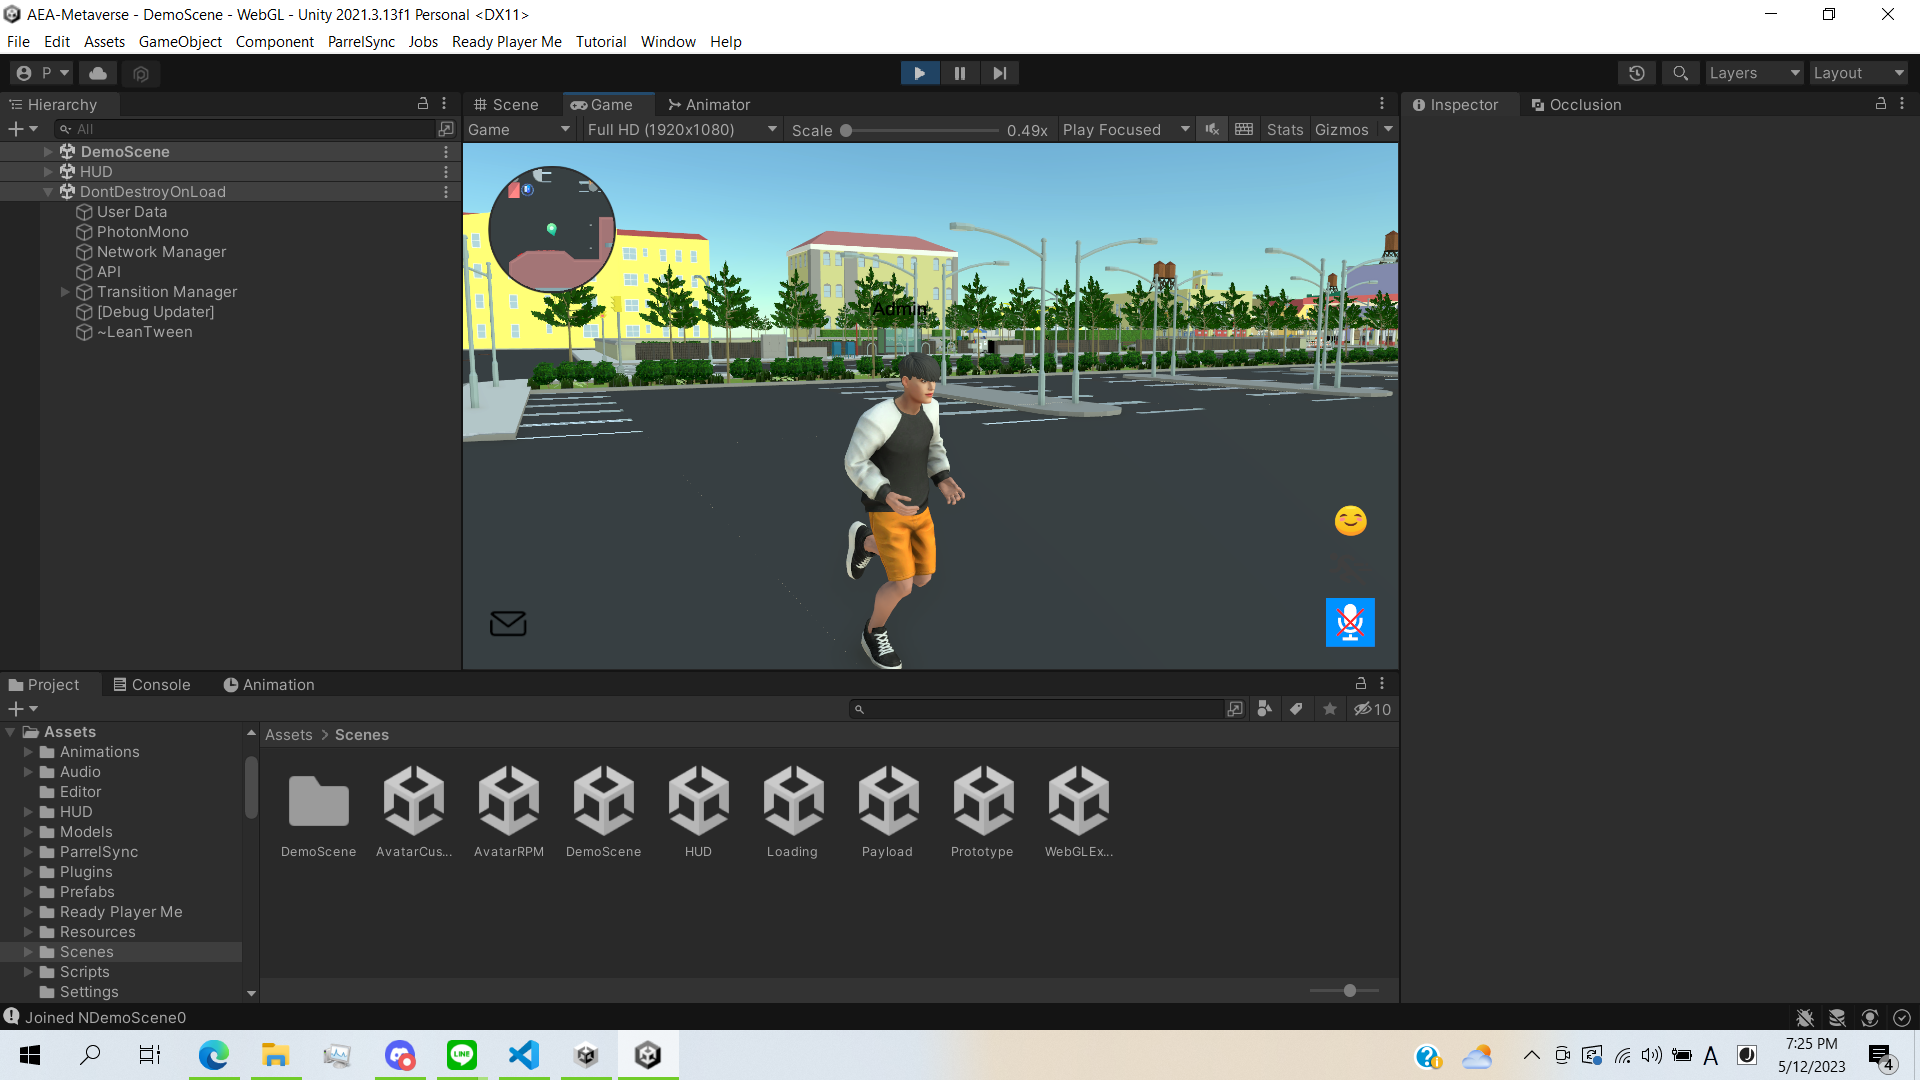 AEA-Metaverse - DemoScene - WebGL - Unity 2021.3.13f1 Personal <DX11>
File Edit Assets GameObject Component ParrelSync Jobs Ready Player Me Tutorial Window Help
P Layers Layout
Hierarchy
All
DemoScene
HUD
DontDestroyOnLoad
User Data
PhotonMono
Network Manager
API
Transition Manager
[Debug Updater]
~LeanTween
Scene Game Animator
Game Full HD (1920x1080) Scale 0.49x Play Focused Stats Gizmos
Admin
Inspector Occlusion
Project Console Animation
10
Assets
Animations
Audio
Editor
HUD
Models
ParrelSync
Plugins
Prefabs
Ready Player Me
Resources
Scenes
Scripts
Settings
Assets > Scenes
DemoScene AvatarCus... AvatarRPM DemoScene HUD Loading Payload Prototype WebGLEx...
Joined NDemoScene0
LINE
A
7:25 PM
5/12/2023
4